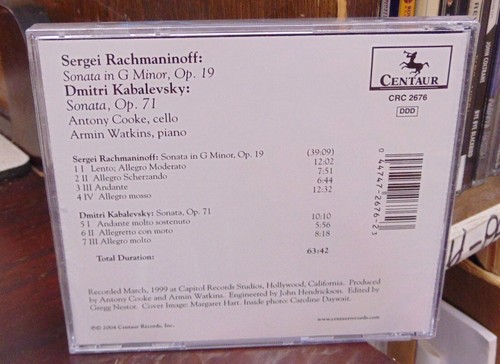 Sergei Rachmaninoff:
Sonata in G Minor, Op. 19
Dmitri Kabalevsky:
Sonata, Op. 71
Antony Cooke, cello
Armin Watkins, piano
CENTAUR
CRC 2676
DDD
Sergei Rachmaninoff: Sonata in G Minor, Op. 19 (39:09)
1 I Lento; Allegro Moderato 12:02
2 II Allegro Scherzando 7:51
3 III Andante 6:44
4 IV Allegro mosso 12:32
Dmitri Kabalevsky: Sonata, Op. 71
5 I Andante molto sostenuto 10:10
6 II Allegretto con moto 5:56
7 III Allegro molto 8:18
Total Duration: 63:42
0 44747-2676-2
Recorded March, 1999 at Capitol Records Studios, Hollywood, California. Produced
by Antony Cooke and Armin Watkins. Engineered by John Hendrickson. Edited by
Gregg Nestor. Cover Image: Margaret Hart. Inside photo: Caroline Daywait.
2004 Centaur Records, Inc.
www.centaurrecords.com